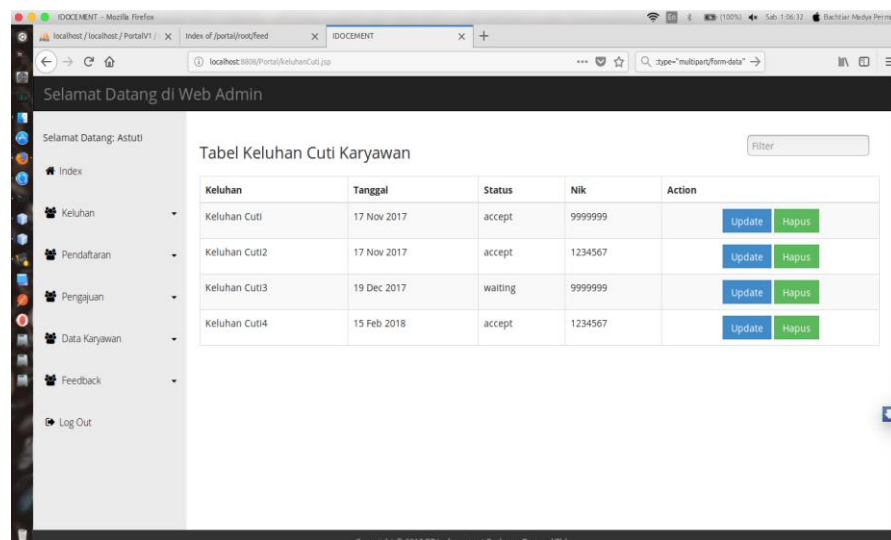 IDOCEMENT - Mozilla Firefox
(100%) Sab 1:06:32 Bachtiar Madya Perm
localhost / localhost / PortalV1 /
Index of /portal/root/feed
IDOCEMENT
localhost:8808/Portal/keluhanCuti.jsp
:type="multipart/form-data"
Selamat Datang di Web Admin
Selamat Datang: Astuti
Index
Keluhan
Pendaftaran
Pengajuan
Data Karyawan
Feedback
Log Out
Tabel Keluhan Cuti Karyawan
Filter
Keluhan Tanggal Status Nik Action
Keluhan Cuti 17 Nov 2017 accept 9999999 Update Hapus
Keluhan Cuti2 17 Nov 2017 accept 1234567 Update Hapus
Keluhan Cuti3 19 Dec 2017 waiting 9999999 Update Hapus
Keluhan Cuti4 15 Feb 2018 accept 1234567 Update Hapus